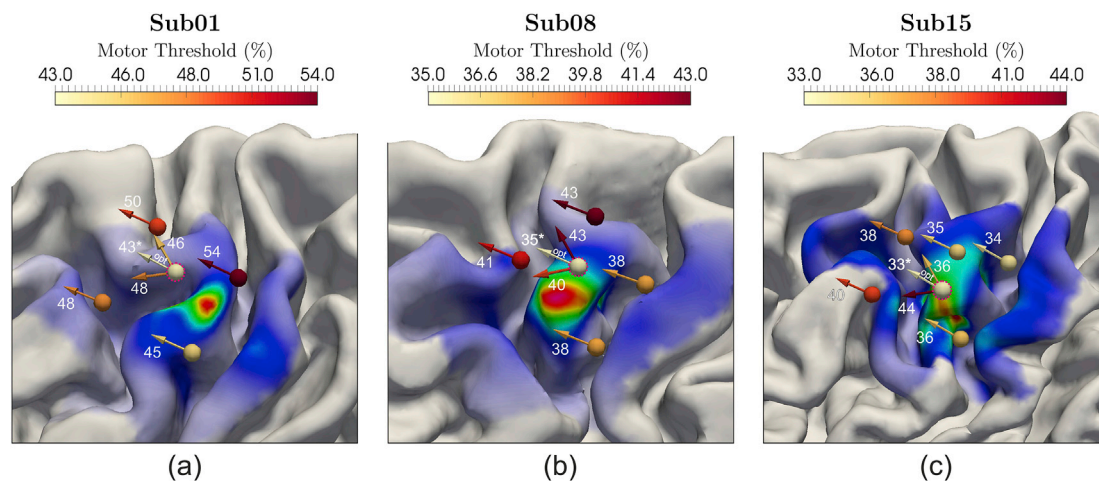 Sub01
Motor Threshold (%)
43.0 46.0 48.0 51.0 54.0
50
46
43*
opt
54
48
48
45
(a)
Sub08
Motor Threshold (%)
35.0 36.6 38.2 39.8 41.4 43.0
43
35*
43
opt
41
38
40
38
(b)
Sub15
Motor Threshold (%)
33.0 36.0 38.0 41.0 44.0
38
35
34
33*
36
opt
40
44
36
(c)